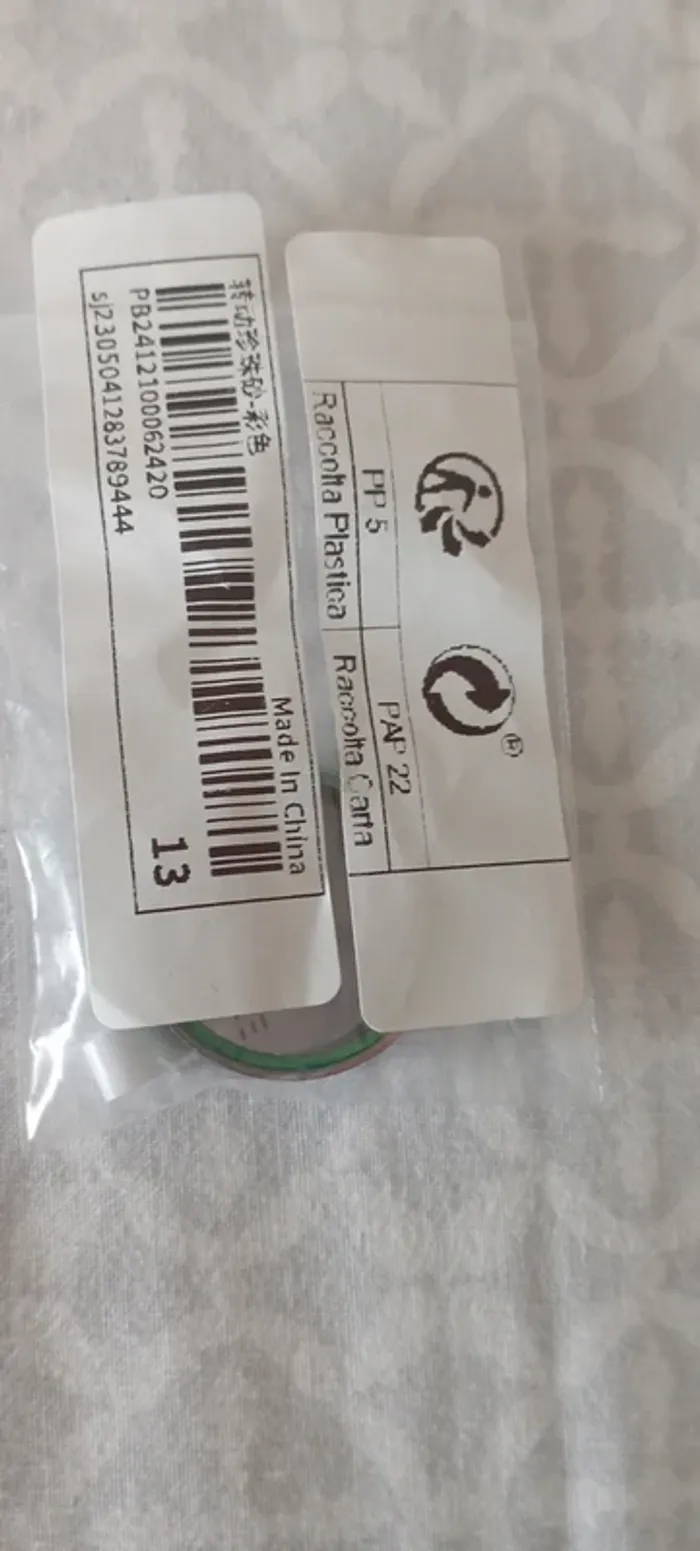 转动珍珠砂-彩色
Made In China
PB2412100062420
sj2305041283789444
13
PP 5
PAP 22
Raccolta Plastica
Raccolta Carta